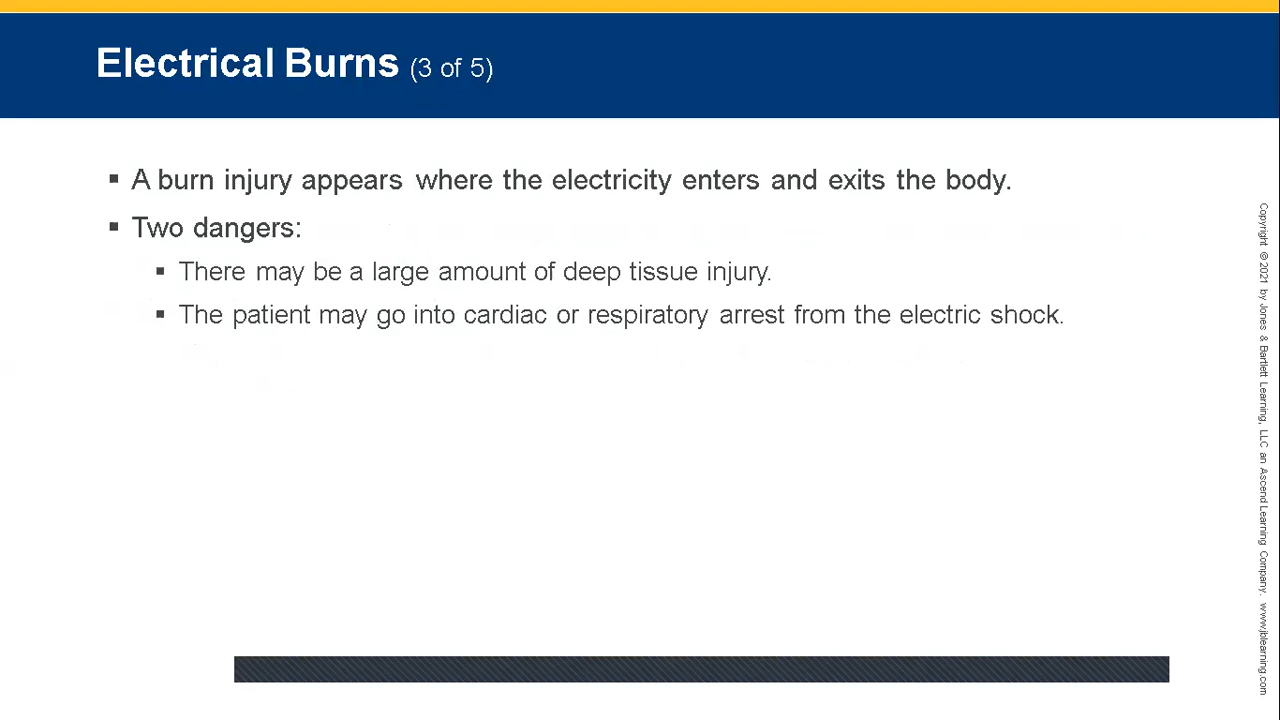 Electrical Burns (3 of 5)
▪ A burn injury appears where the electricity enters and exits the body.
▪ Two dangers:
▪ There may be a large amount of deep tissue injury.
▪ The patient may go into cardiac or respiratory arrest from the electric shock.
Copyright © 2021 by Jones & Bartlett Learning, LLC an Ascend Learning Company. www.jblearning.com